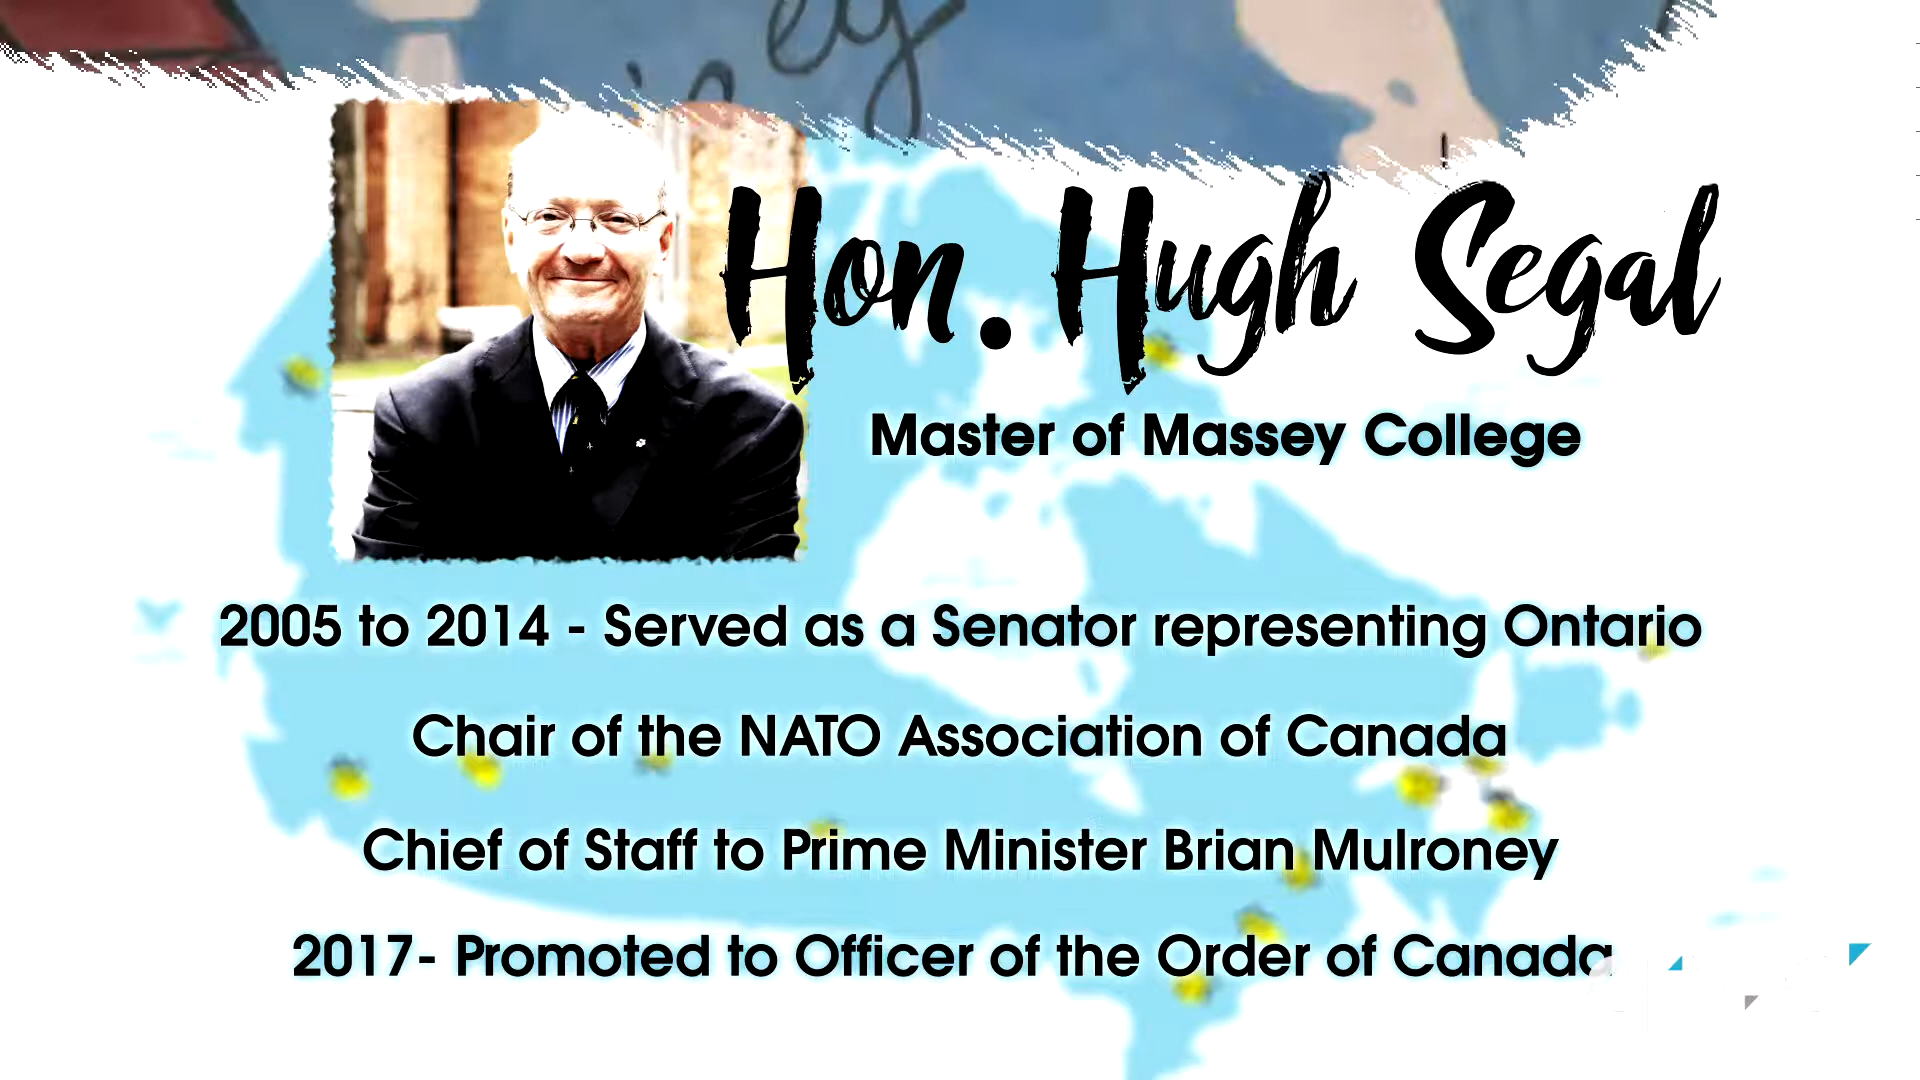 Hon. Hugh Segal
Master of Massey College
2005 to 2014 - Served as a Senator representing Ontario
Chair of the NATO Association of Canada
Chief of Staff to Prime Minister Brian Mulroney
2017- Promoted to Officer of the Order of Canada